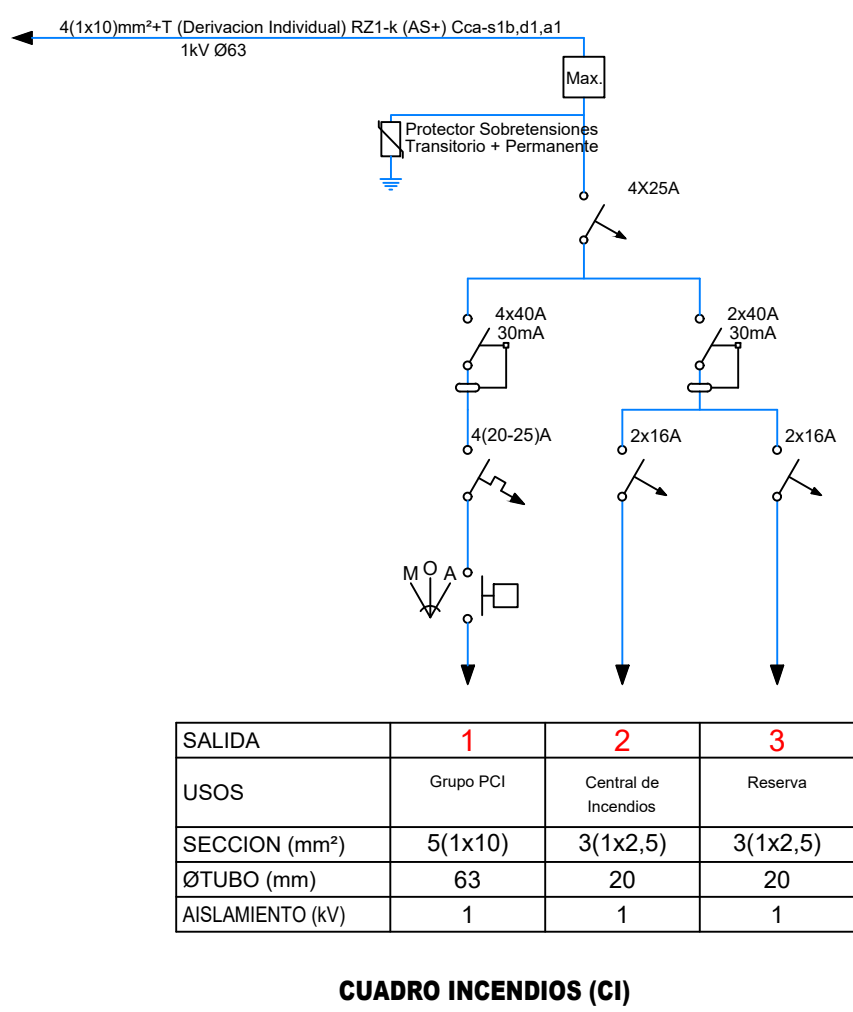 4(1x10)mm²+T (Derivacion Individual) RZ1-k (AS+) Cca-s1b,d1,a1
1kV Ø63
Max.
Protector Sobretensiones
Transitorio + Permanente
4X25A
4x40A
30mA
2x40A
30mA
4(20-25)A
2x16A
2x16A
M O A
SALIDA 1 2 3
USOS Grupo PCI Central de Incendios Reserva
SECCION (mm²) 5(1x10) 3(1x2,5) 3(1x2,5)
ØTUBO (mm) 63 20 20
AISLAMIENTO (kV) 1 1 1
CUADRO INCENDIOS (CI)